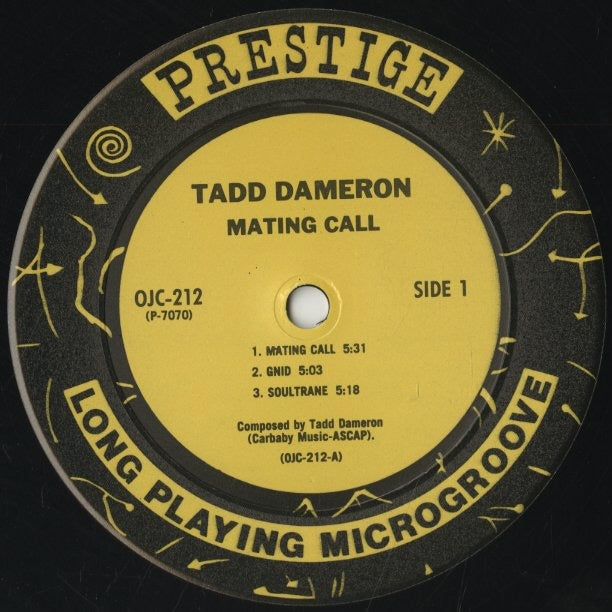 PRESTIGE
TADD DAMERON
MATING CALL
OJC-212
(P-7070)
SIDE 1
1. MATING CALL 5:31
2. GNID 5:03
3. SOULTRANE 5:18
Composed by Tadd Dameron
(Carbaby Music-ASCAP).
(OJC-212-A)
LONG PLAYING MICROGROOVE